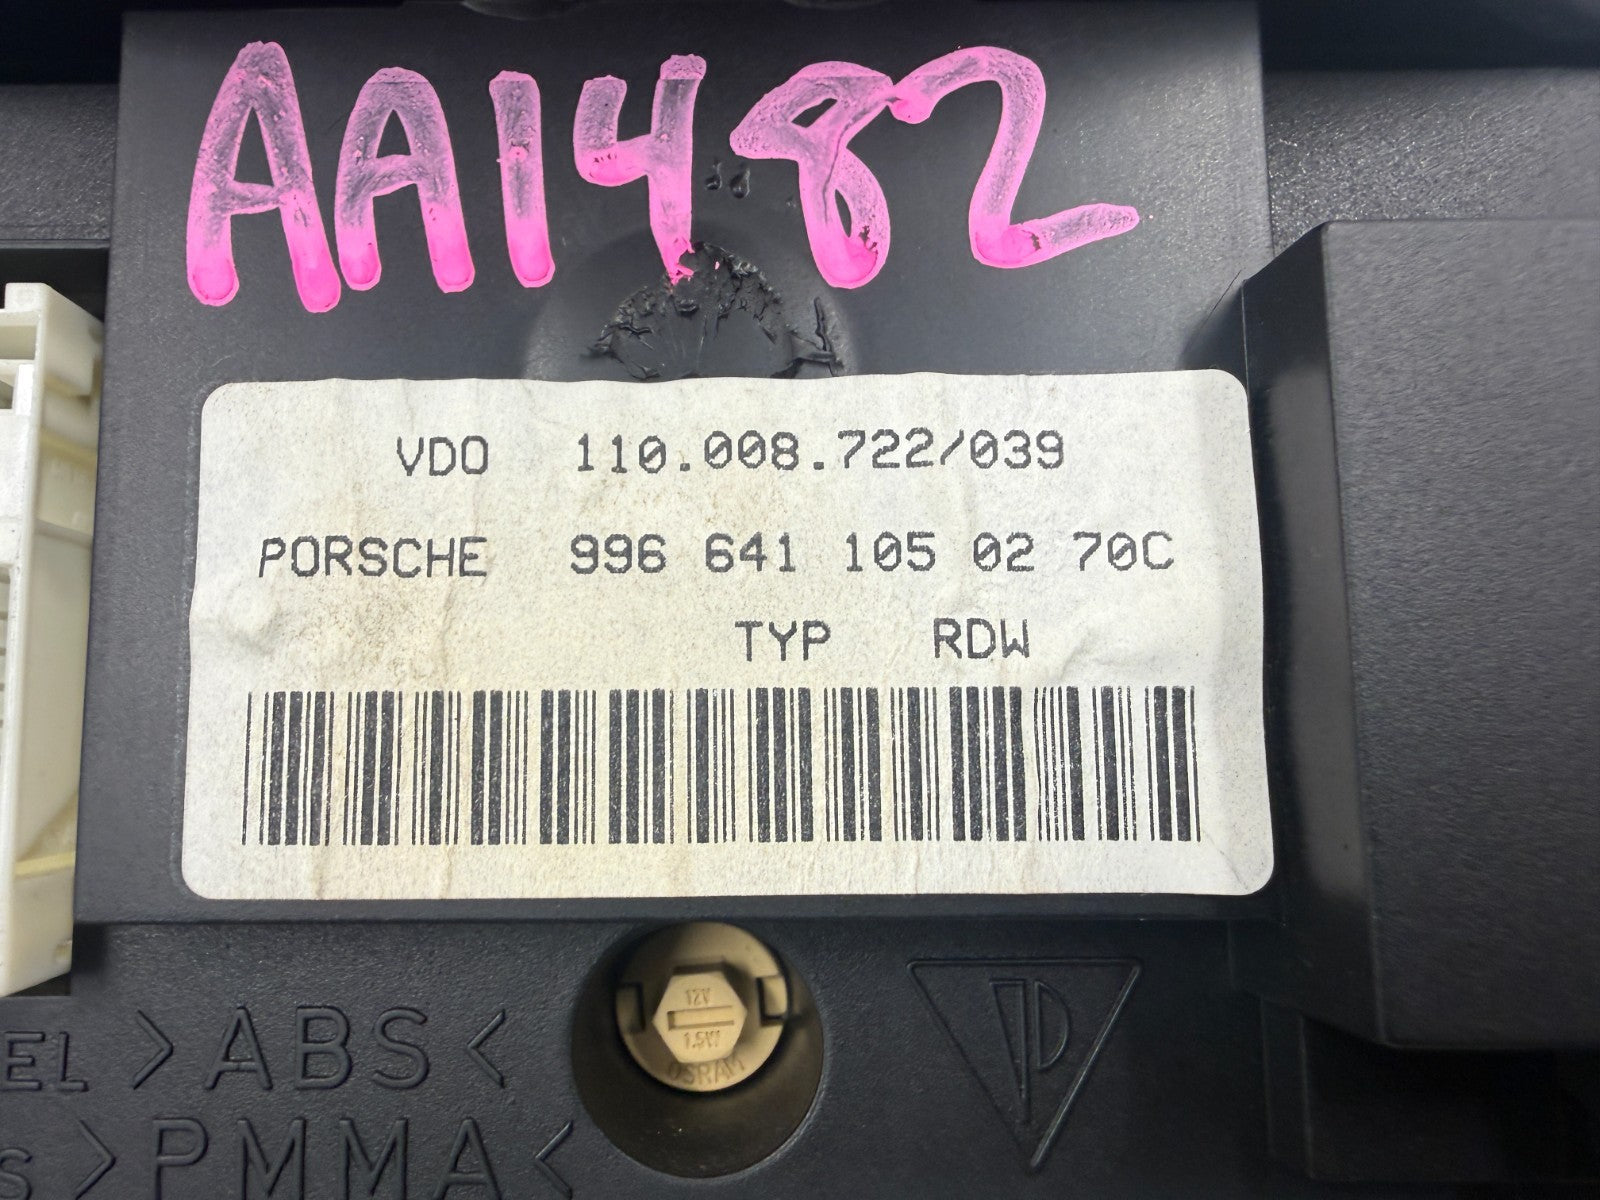 AA1482
VDO 110.008.722/039
PORSCHE 996 641 105 02 70C
TYP RDW
12V
1.5W
OSRAM
EL >ABS<
S >PMMA<